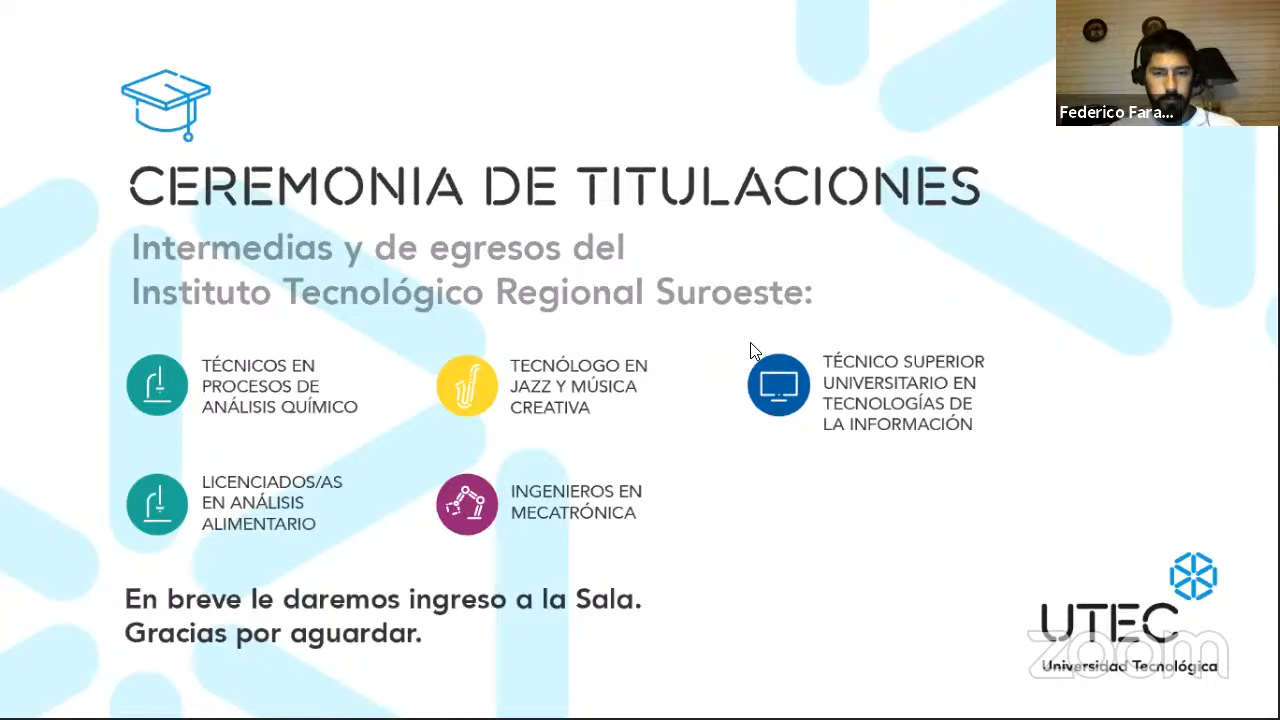 Federico Fara...
CEREMONIA DE TITULACIONES
Intermedias y de egresos del
Instituto Tecnológico Regional Suroeste:
TÉCNICOS EN
PROCESOS DE
ANÁLISIS QUÍMICO
TECNÓLOGO EN
JAZZ Y MÚSICA
CREATIVA
TÉCNICO SUPERIOR
UNIVERSITARIO EN
TECNOLOGÍAS DE
LA INFORMACIÓN
LICENCIADOS/AS
EN ANÁLISIS
ALIMENTARIO
INGENIEROS EN
MECATRÓNICA
En breve le daremos ingreso a la Sala.
Gracias por aguardar.
UTEC
zoom
Universidad Tecnológica